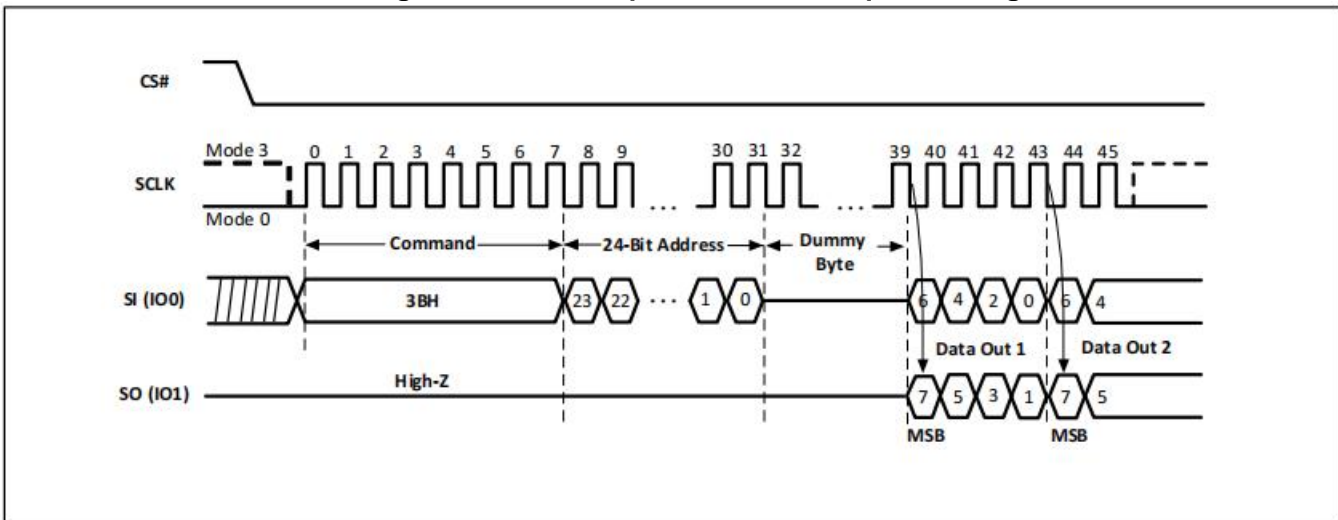 CS#
Mode 3 0 1 2 3 4 5 6 7 8 9 30 31 32 39 40 41 42 43 44 45
SCLK ... ...
Mode 0
Command 24-Bit Address Dummy
Byte
SI (IO0) 3BH 23 22 ... 1 0 6 4 2 0 6 4
Data Out 1 Data Out 2
High-Z
SO (IO1) 7 5 3 1 7 5
MSB MSB